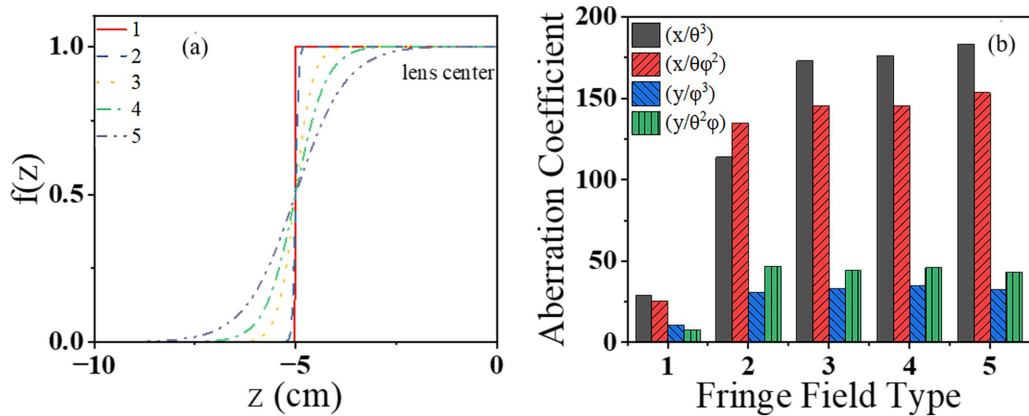 (a)
1
2
3
4
5
lens center
1.0
0.5
0.0
f(z)
−10
−5
0
z (cm)
(b)
(x/θ³)
(x/θφ²)
(y/φ³)
(y/θ²φ)
200
150
100
50
0
Aberration Coefficient
1
2
3
4
5
Fringe Field Type